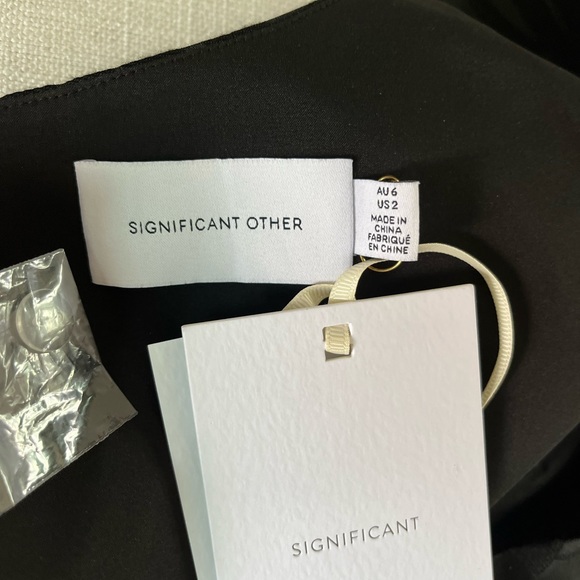 SIGNIFICANT OTHER
AU 6
US 2
MADE IN
CHINA
FABRIQUÉ
EN CHINE
SIGNIFICANT